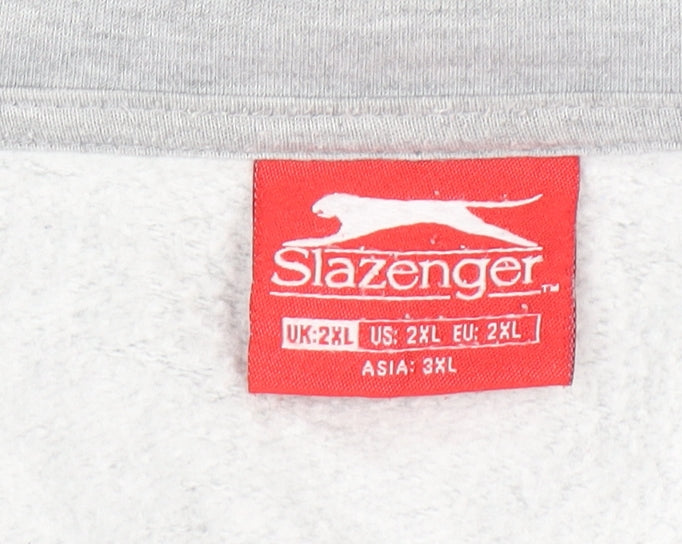 Slazenger™
UK:2XL US: 2XL EU: 2XL
ASIA: 3XL